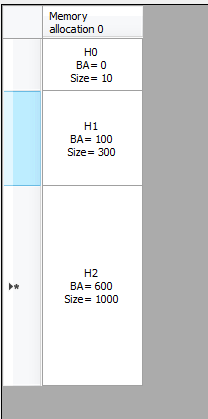 Memory
allocation 0
H0
BA= 0
Size= 10
H1
BA= 100
Size= 300
H2
BA= 600
Size= 1000